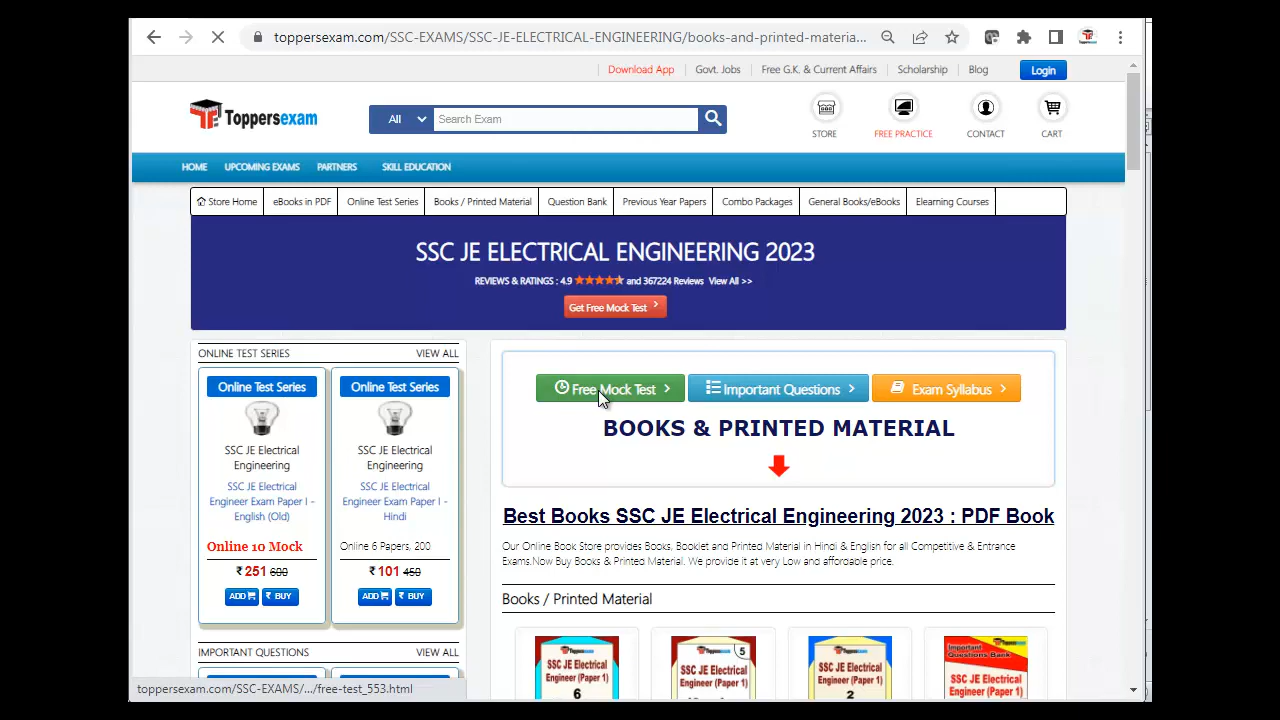 toppersexam.com/SSC-EXAMS/SSC-JE-ELECTRICAL-ENGINEERING/books-and-printed-materia...
Download App Govt. Jobs Free G.K. & Current Affairs Scholarship Blog Login
Toppersexam
All Search Exam
STORE FREE PRACTICE CONTACT CART
HOME UPCOMING EXAMS PARTNERS SKILL EDUCATION
Store Home eBooks in PDF Online Test Series Books / Printed Material Question Bank Previous Year Papers Combo Packages General Books/eBooks Elearning Courses
SSC JE ELECTRICAL ENGINEERING 2023
REVIEWS & RATINGS : 4.9 and 367224 Reviews View All >>
Get Free Mock Test
ONLINE TEST SERIES VIEW ALL
Online Test Series
SSC JE Electrical
Engineering
SSC JE Electrical
Engineer Exam Paper I -
English (Old)
Online 10 Mock
₹ 251 600
ADD ₹ BUY
Online Test Series
SSC JE Electrical
Engineering
SSC JE Electrical
Engineer Exam Paper I -
Hindi
Online 6 Papers, 200
₹ 101 450
ADD ₹ BUY
IMPORTANT QUESTIONS VIEW ALL
Free Mock Test Important Questions Exam Syllabus
BOOKS & PRINTED MATERIAL
Best Books SSC JE Electrical Engineering 2023 : PDF Book
Our Online Book Store provides Books, Booklet and Printed Material in Hindi & English for all Competitive & Entrance
Exams.Now Buy Books & Printed Material. We provide it at very Low and affordable price.
Books / Printed Material
Toppersexam
SSC JE Electrical
Engineer (Paper 1)
6
Toppersexam
5
SSC JE Electrical
Engineer (Paper 1)
Toppersexam
SSC JE Electrical
Engineer (Paper 1)
2
Toppersexam
Important
Questions Bank
SSC JE Electrical
Engineer (Paper 1)
toppersexam.com/SSC-EXAMS/.../free-test_553.html